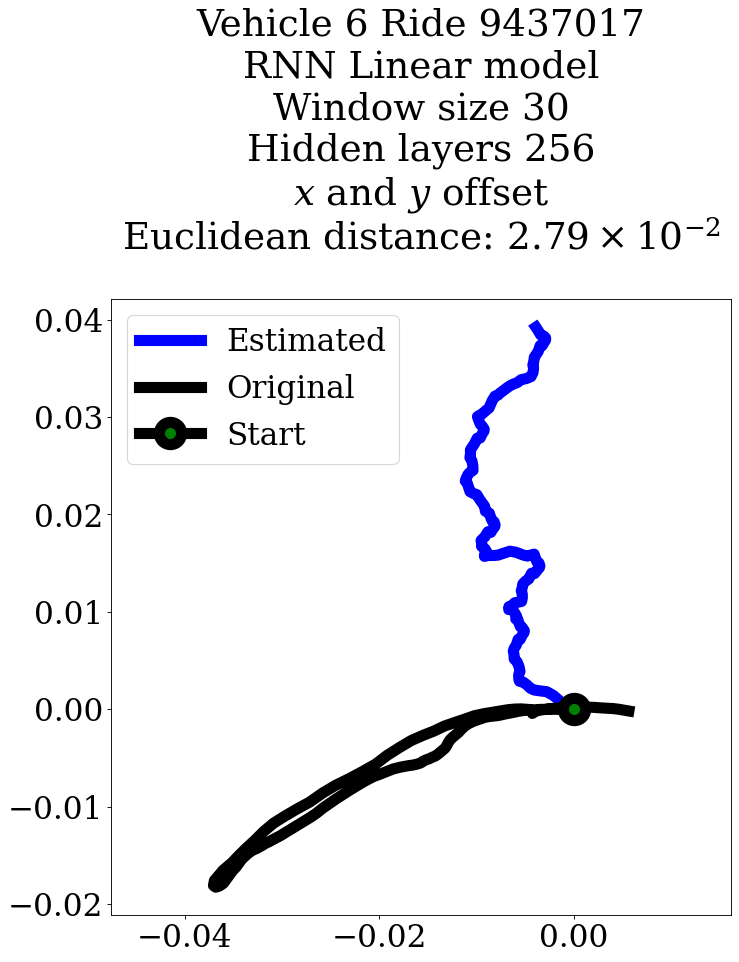 Vehicle 6 Ride 9437017
RNN Linear model
Window size 30
Hidden layers 256
x and y offset
Euclidean distance: 2.79 × 10⁻²
Estimated
Original
Start
0.04
0.03
0.02
0.01
0.00
−0.01
−0.02
−0.04
−0.02
0.00